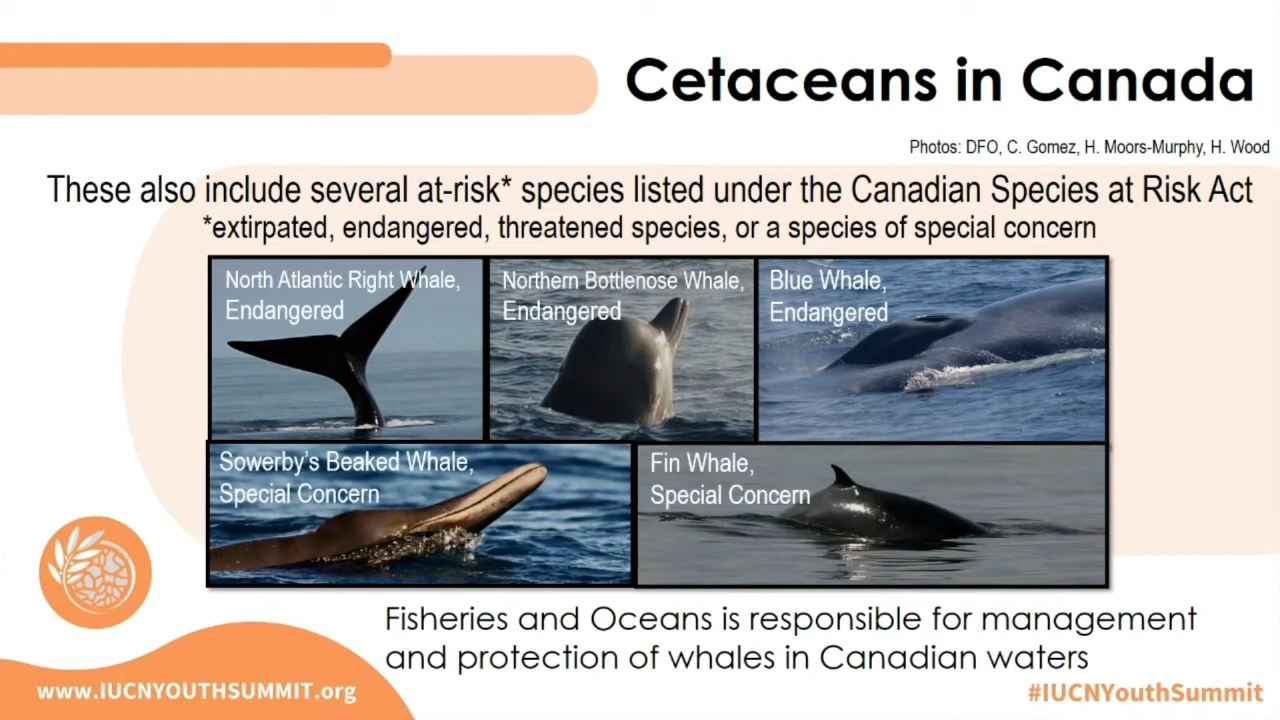 Cetaceans in Canada
Photos: DFO, C. Gomez, H. Moors-Murphy, H. Wood
These also include several at-risk* species listed under the Canadian Species at Risk Act
*extirpated, endangered, threatened species, or a species of special concern
North Atlantic Right Whale,
Endangered
Northern Bottlenose Whale,
Endangered
Blue Whale,
Endangered
Sowerby's Beaked Whale,
Special Concern
Fin Whale,
Special Concern
Fisheries and Oceans is responsible for management
and protection of whales in Canadian waters
www.IUCNYOUTHSUMMIT.org
#IUCNYouthSummit